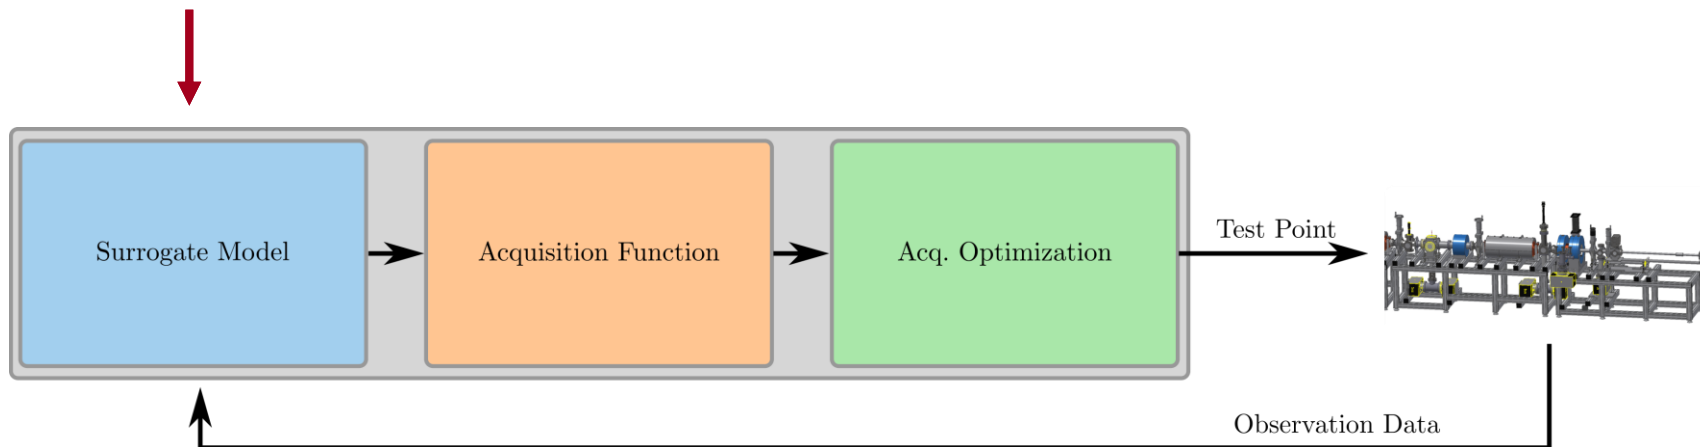 Surrogate Model
Acquisition Function
Acq. Optimization
Test Point
Observation Data